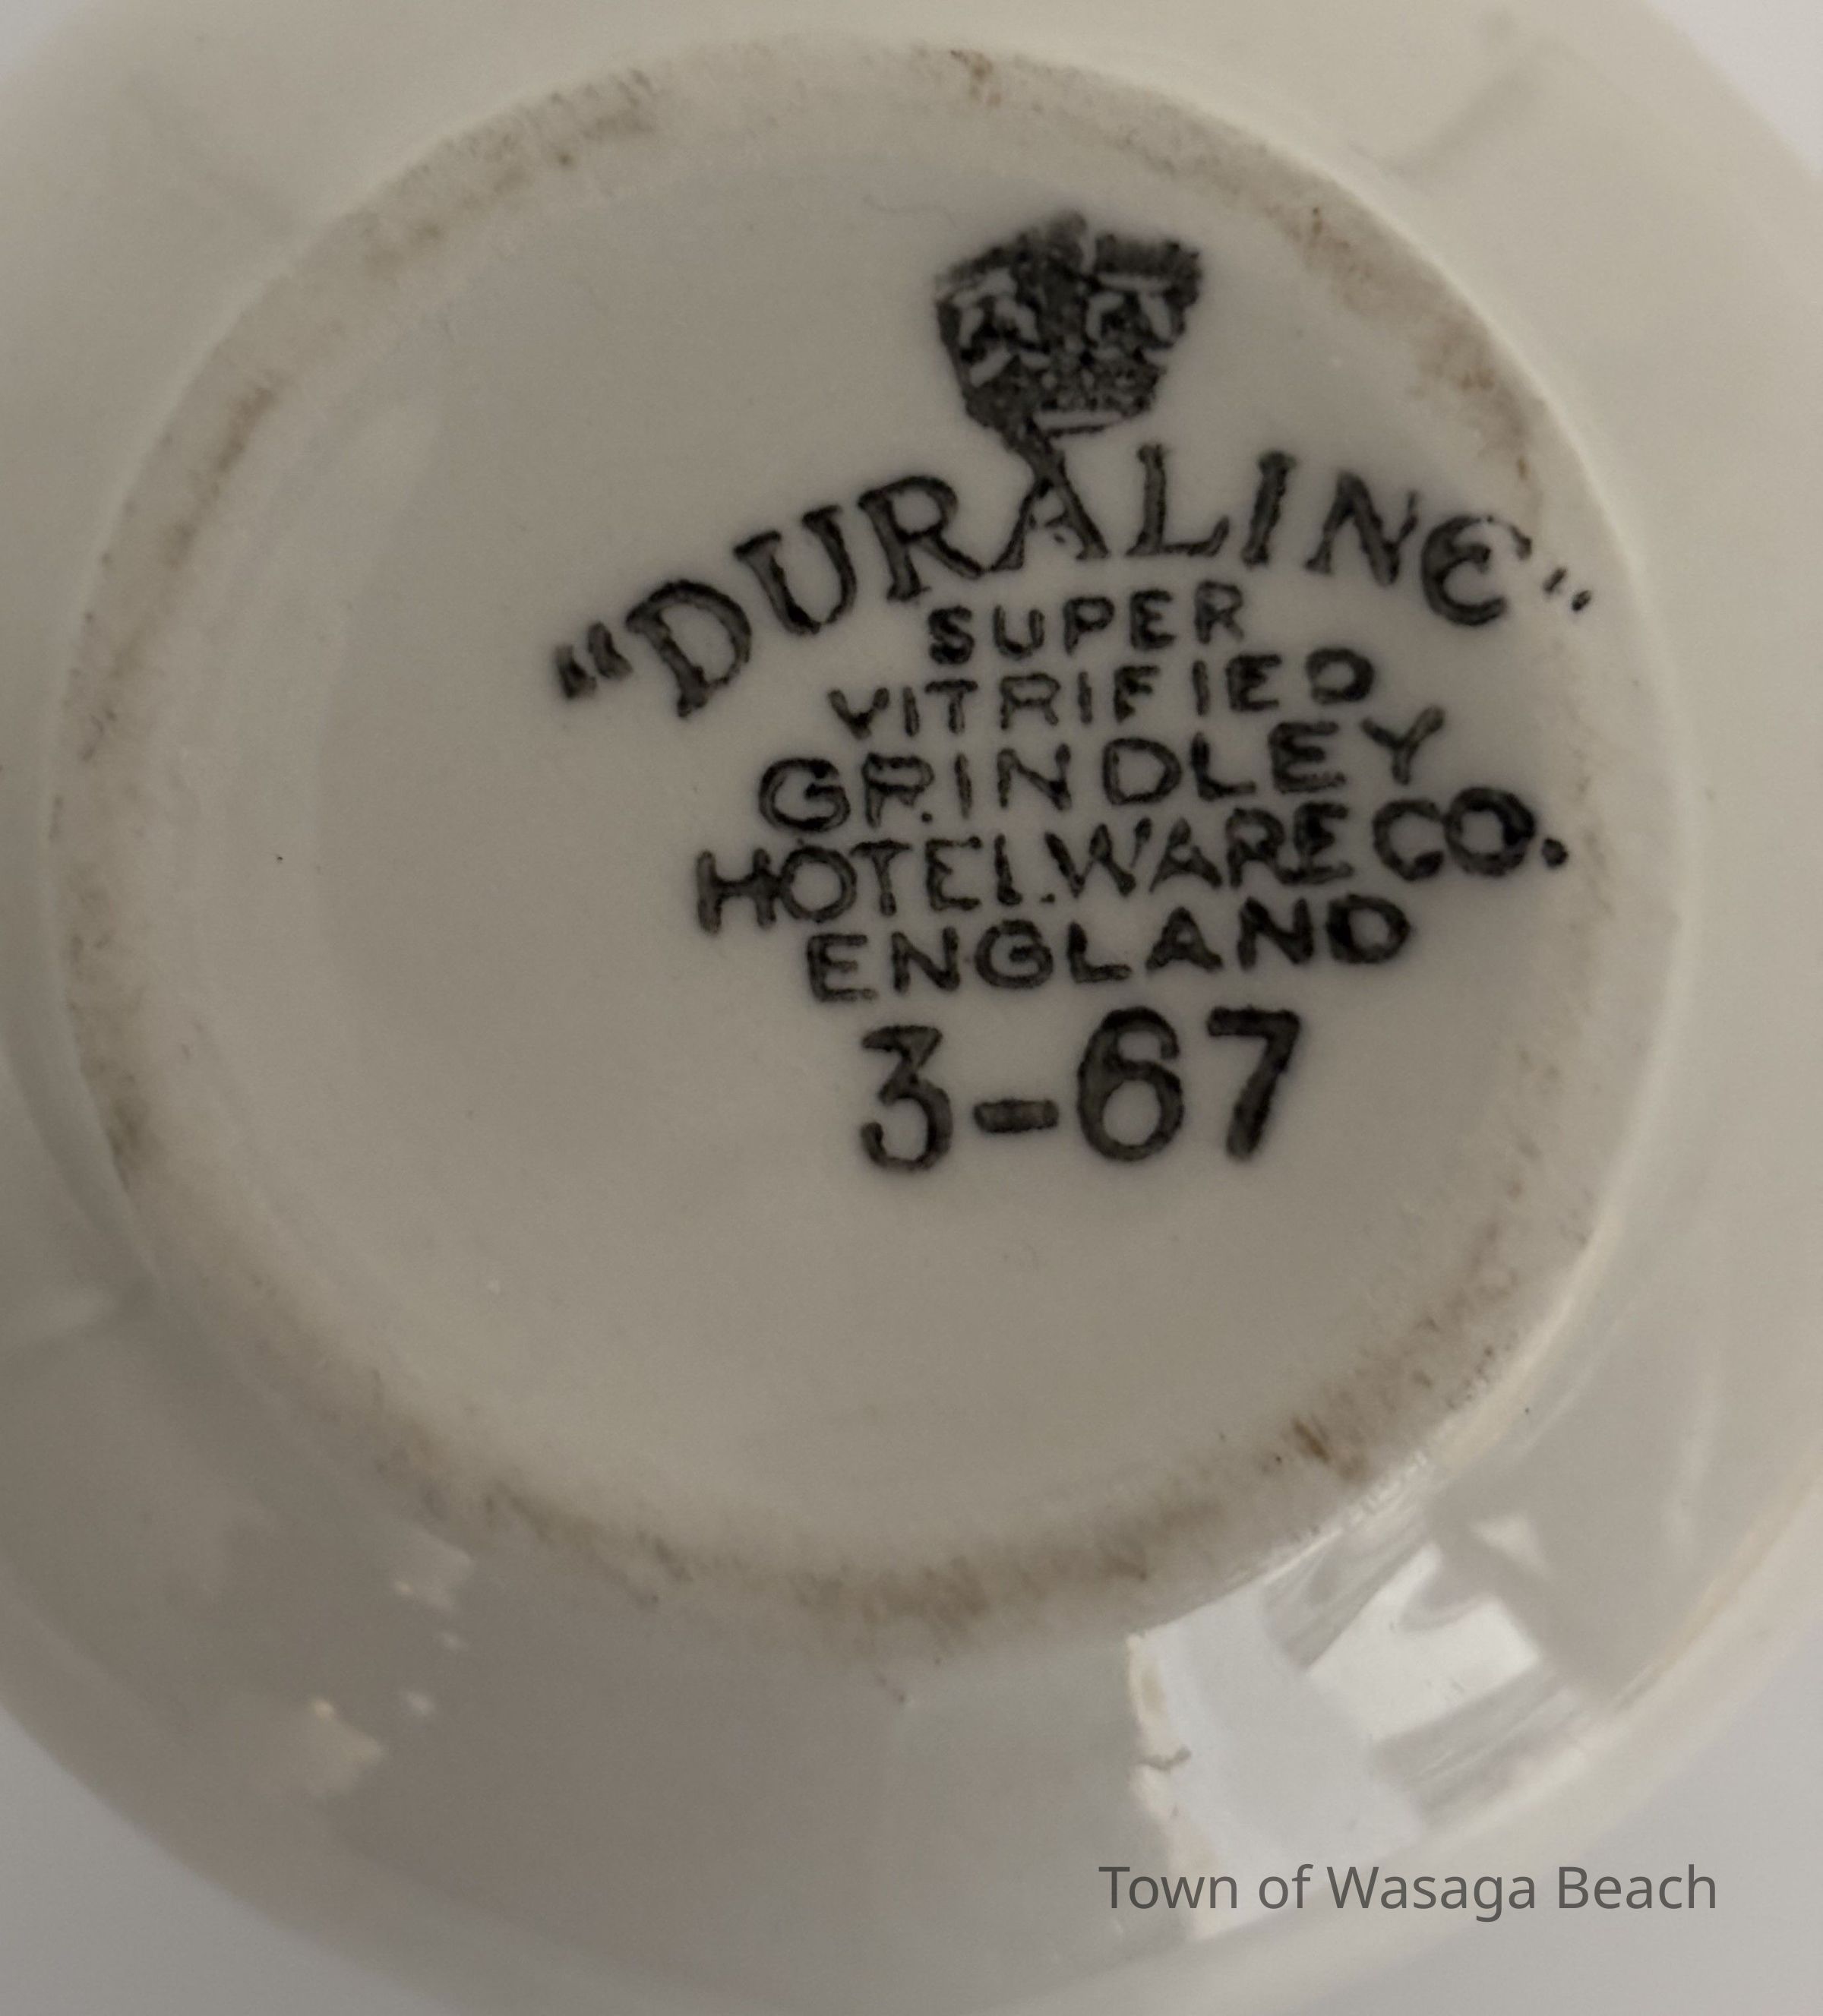 "DURALINE"
SUPER
VITRIFIED
GRINDLEY
HOTEL WARE CO.
ENGLAND
3-67
Town of Wasaga Beach